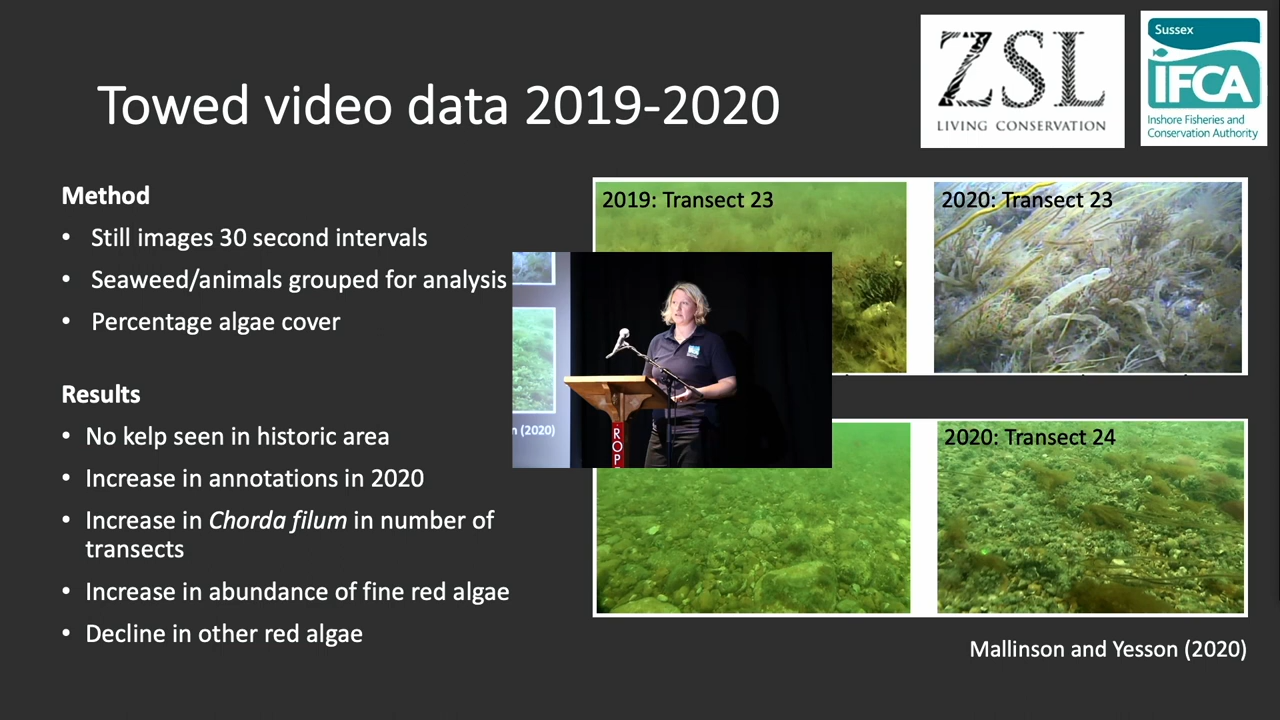 Towed video data 2019-2020
ZSL
LIVING CONSERVATION
Sussex
IFCA
Inshore Fisheries and
Conservation Authority
Method
• Still images 30 second intervals
• Seaweed/animals grouped for analysis
• Percentage algae cover
Results
• No kelp seen in historic area
• Increase in annotations in 2020
• Increase in Chorda filum in number of
transects
• Increase in abundance of fine red algae
• Decline in other red algae
2019: Transect 23
2020: Transect 23
2020: Transect 24
(2020)
ROP
Mallinson and Yesson (2020)